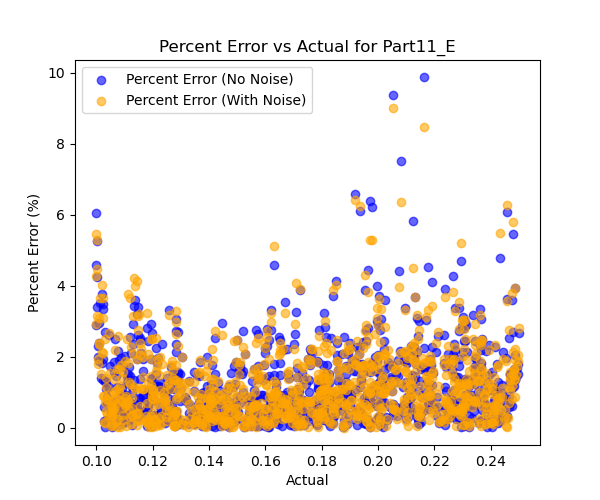 Percent Error vs Actual for Part11_E
Percent Error (No Noise)
Percent Error (With Noise)
Percent Error (%)
10
8
6
4
2
0
0.10 0.12 0.14 0.16 0.18 0.20 0.22 0.24
Actual